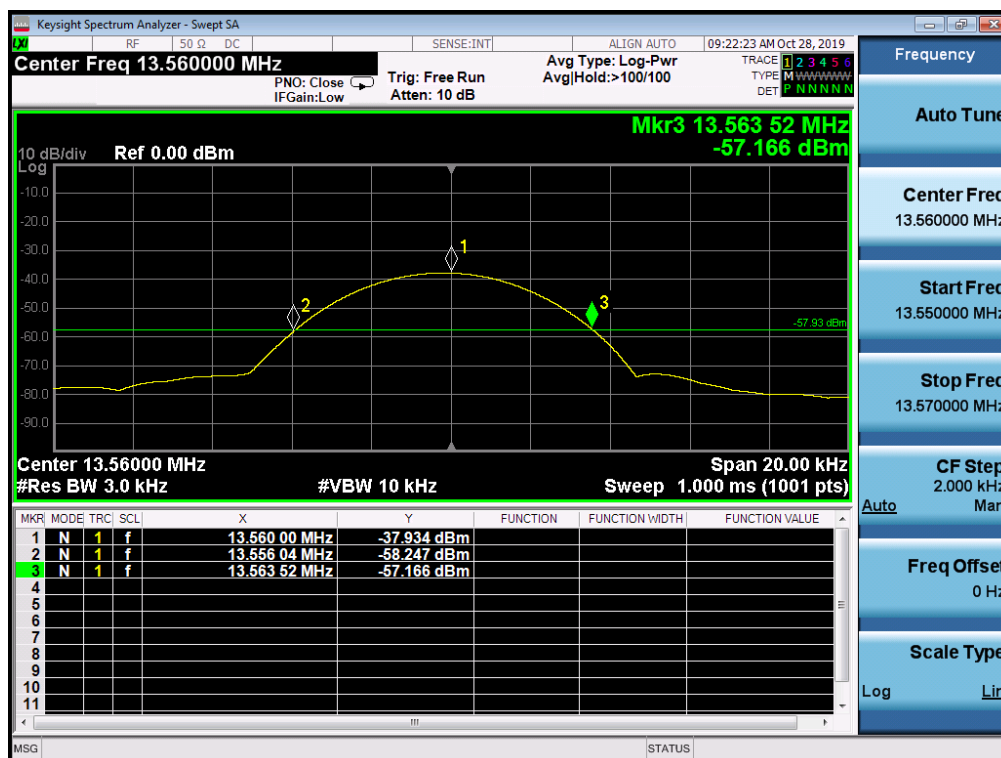 Keysight Spectrum Analyzer - Swept SA
LXI RF 50 Ω DC SENSE:INT ALIGN AUTO 09:22:23 AM Oct 28, 2019
Center Freq 13.560000 MHz
PNO: Close
IFGain:Low
Trig: Free Run
Atten: 10 dB
Avg Type: Log-Pwr
Avg|Hold:>100/100
TRACE 1 2 3 4 5 6
TYPE M WWWWW
DET P N N N N N
Mkr3 13.563 52 MHz
-57.166 dBm
10 dB/div Ref 0.00 dBm
Log
-10.0
-20.0
-30.0
-40.0
-50.0
-60.0
-70.0
-80.0
-90.0
1
2
3
-57.93 dBm
Center 13.56000 MHz Span 20.00 kHz
#Res BW 3.0 kHz #VBW 10 kHz Sweep 1.000 ms (1001 pts)
MKR MODE TRC SCL X Y FUNCTION FUNCTION WIDTH FUNCTION VALUE
1 N 1 f 13.560 00 MHz -37.934 dBm
2 N 1 f 13.556 04 MHz -58.247 dBm
3 N 1 f 13.563 52 MHz -57.166 dBm
4
5
6
7
8
9
10
11
MSG STATUS
Frequency
Auto Tune
Center Freq
13.560000 MHz
Start Freq
13.550000 MHz
Stop Freq
13.570000 MHz
CF Step
2.000 kHz
Auto Man
Freq Offset
0 Hz
Scale Type
Log Lin